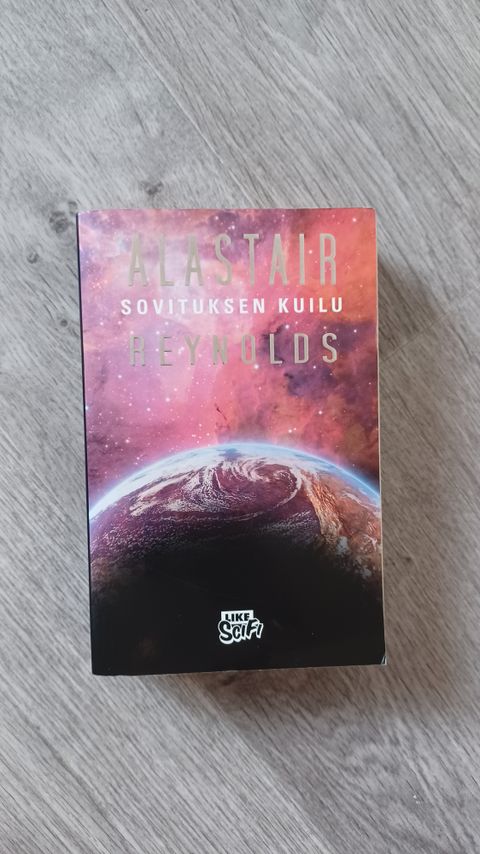 ALASTAIR
SOVITUKSEN KUILU
REYNOLDS
LIKE
SCIFI